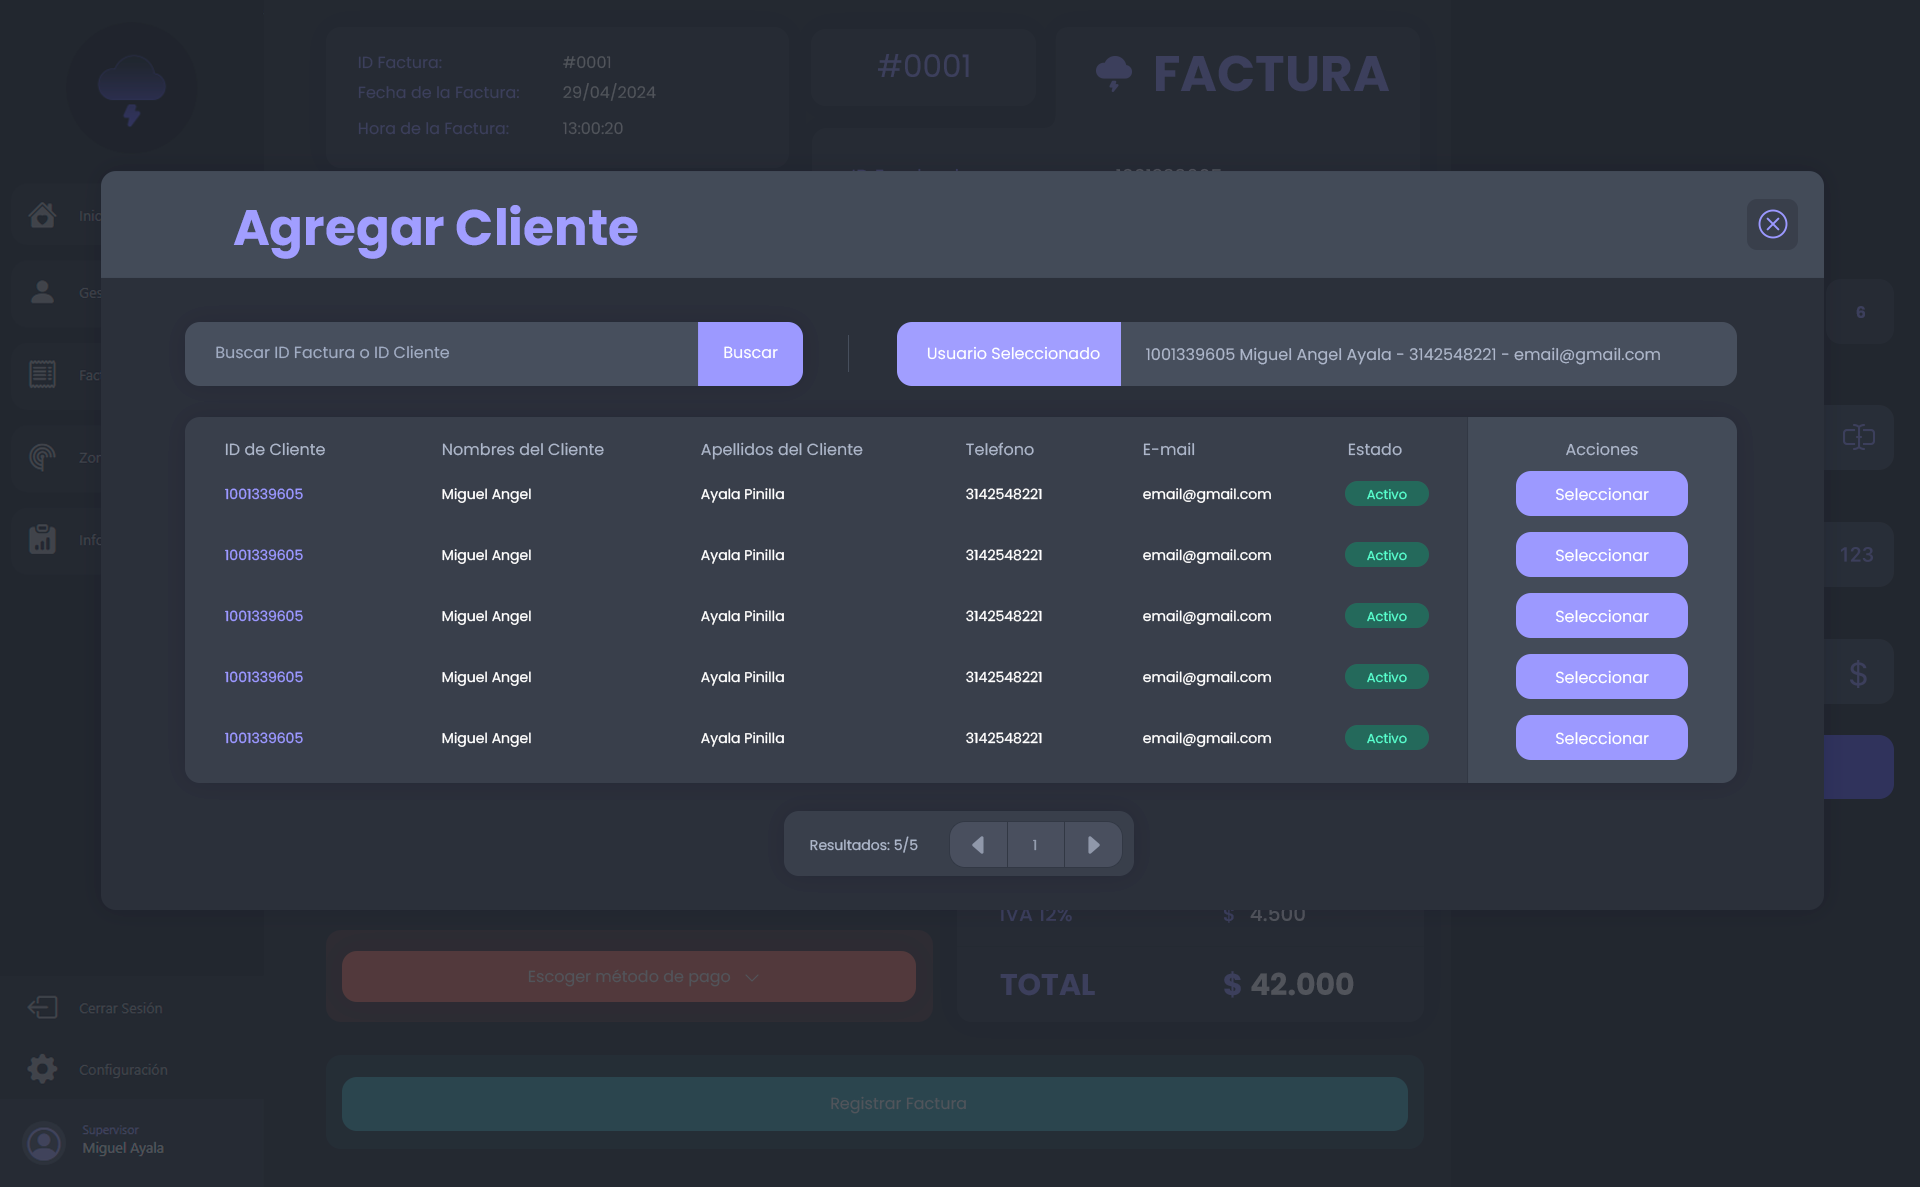 ID Factura: #0001
Fecha de la Factura: 29/04/2024
Hora de la Factura: 13:00:20
#0001
FACTURA
Agregar Cliente
Buscar ID Factura o ID Cliente
Buscar
Usuario Seleccionado
1001339605 Miguel Angel Ayala - 3142548221 - email@gmail.com
ID de Cliente Nombres del Cliente Apellidos del Cliente Telefono E-mail Estado Acciones
1001339605 Miguel Angel Ayala Pinilla 3142548221 email@gmail.com Activo Seleccionar
1001339605 Miguel Angel Ayala Pinilla 3142548221 email@gmail.com Activo Seleccionar
1001339605 Miguel Angel Ayala Pinilla 3142548221 email@gmail.com Activo Seleccionar
1001339605 Miguel Angel Ayala Pinilla 3142548221 email@gmail.com Activo Seleccionar
1001339605 Miguel Angel Ayala Pinilla 3142548221 email@gmail.com Activo Seleccionar
Resultados: 5/5
1
6
123
$
IVA 12% $ 4.500
TOTAL $ 42.000
Escoger método de pago
Registrar Factura
Cerrar Sesión
Configuración
Supervisor
Miguel Ayala